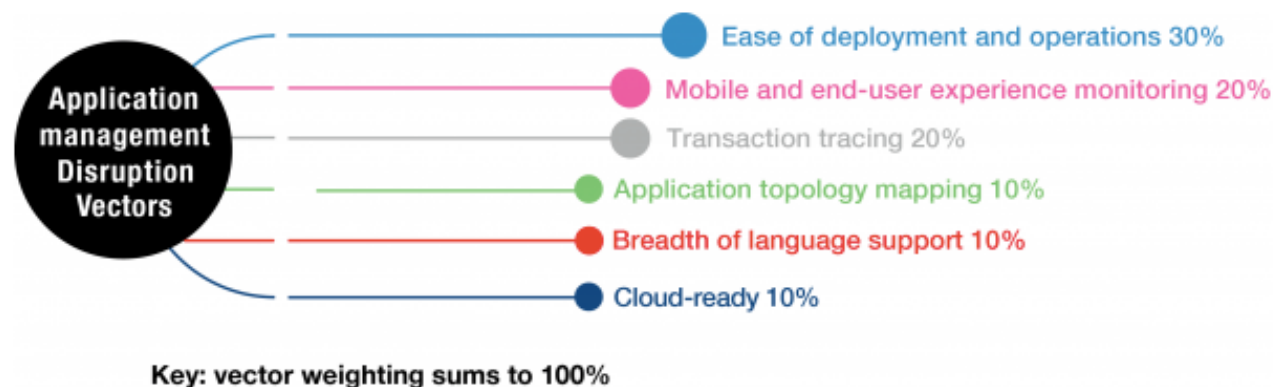 Application
management
Disruption
Vectors
Ease of deployment and operations 30%
Mobile and end-user experience monitoring 20%
Transaction tracing 20%
Application topology mapping 10%
Breadth of language support 10%
Cloud-ready 10%
Key: vector weighting sums to 100%